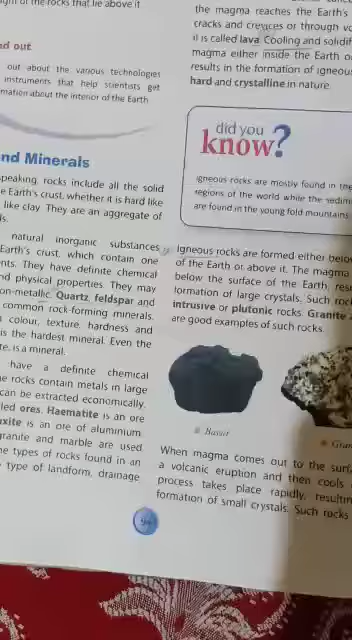 of the rocks that lie above it
nd out
out about the various technologies
instruments that help scientists get
mation about the interior of the Earth
nd Minerals
peaking, rocks include all the solid
e Earth's crust, whether it is hard like
like clay. They are an aggregate of
ls.
natural inorganic substances
Earth's crust, which contain one
nts. They have definite chemical
nd physical properties. They may
on-metallic. Quartz, feldspar and
common rock-forming minerals.
colour, texture, hardness and
is the hardest mineral. Even the
te, is a mineral.
have a definite chemical
e rocks contain metals in large
can be extracted economically.
led ores. Haematite is an ore
uxite is an ore of aluminium.
granite and marble are used
he types of rocks found in an
type of landform, drainage
the magma reaches the Earth's
cracks and crevices or through vo
it is called lava. Cooling and solidif
magma either inside the Earth o
results in the formation of igneou
hard and crystalline in nature.
did you
know?
Igneous rocks are mostly found in the
regions of the world while the sedim
are found in the young fold mountains
Igneous rocks are formed either belo
of the Earth or above it. The magma
below the surface of the Earth, resu
formation of large crystals. Such roc
intrusive or plutonic rocks. Granite
are good examples of such rocks.
Basalt
Gran
When magma comes out to the surf
a volcanic eruption and then cools
process takes place rapidly, resultin
formation of small crystals. Such rocks